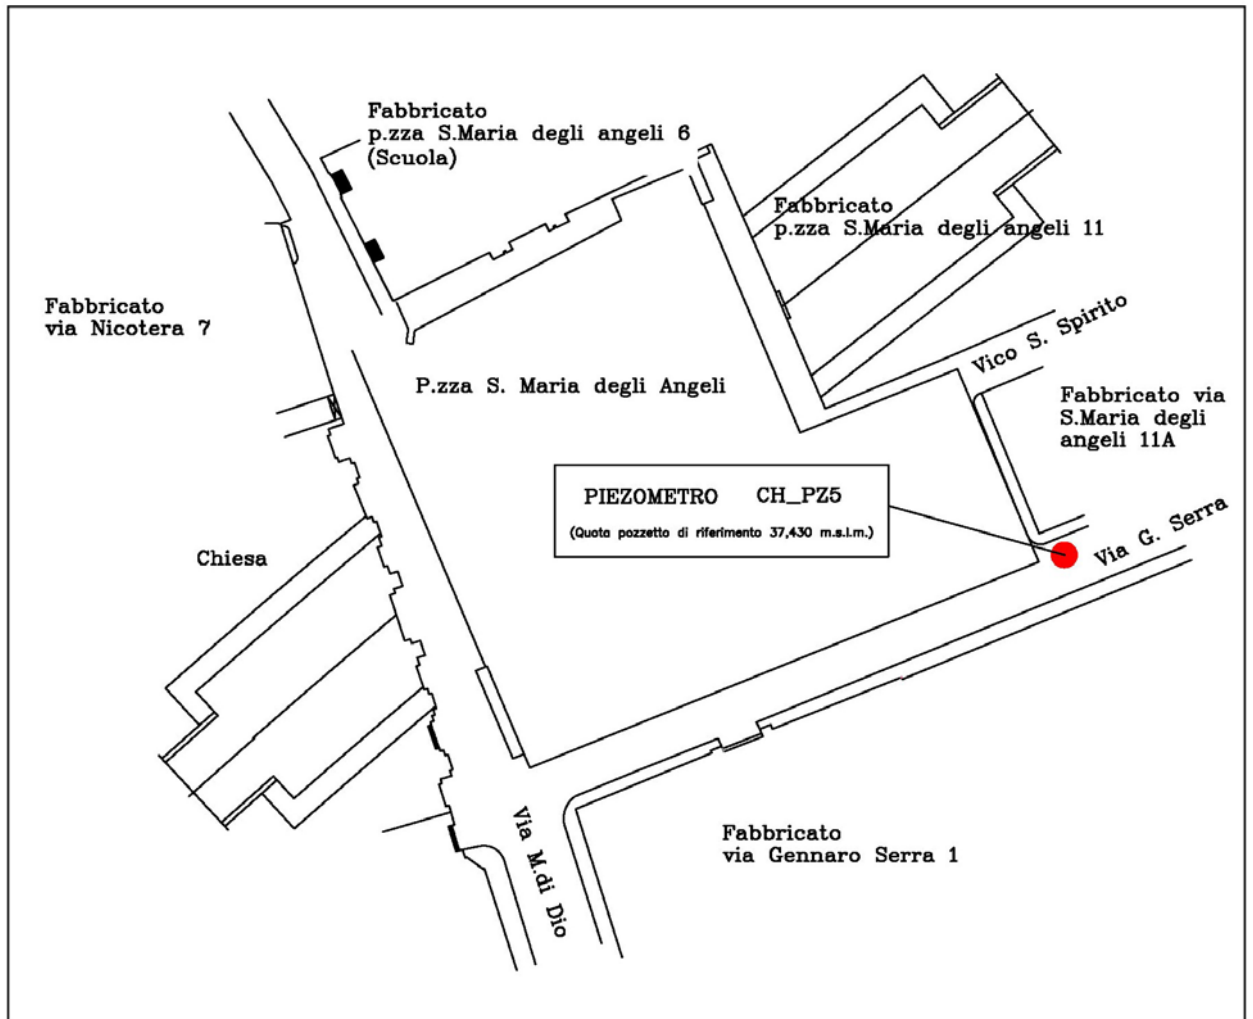 Fabbricato
p.zza S.Maria degli angeli 6
(Scuola)
Fabbricato
p.zza S.Maria degli angeli 11
Fabbricato
via Nicotera 7
Vico S. Spirito
P.zza S. Maria degli Angeli
Fabbricato via
S.Maria degli
angeli 11A
PIEZOMETRO CH_PZ5
(Quota pozzetto di riferimento 37,430 m.s.l.m.)
Via G. Serra
Chiesa
Via M.di Dio
Fabbricato
via Gennaro Serra 1